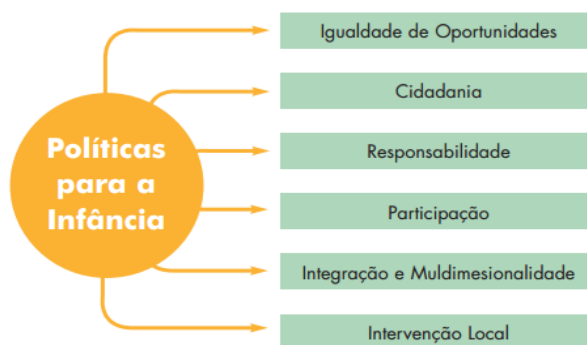 Políticas
para a
Infância
Igualdade de Oportunidades
Cidadania
Responsabilidade
Participação
Integração e Muldimesionalidade
Intervenção Local